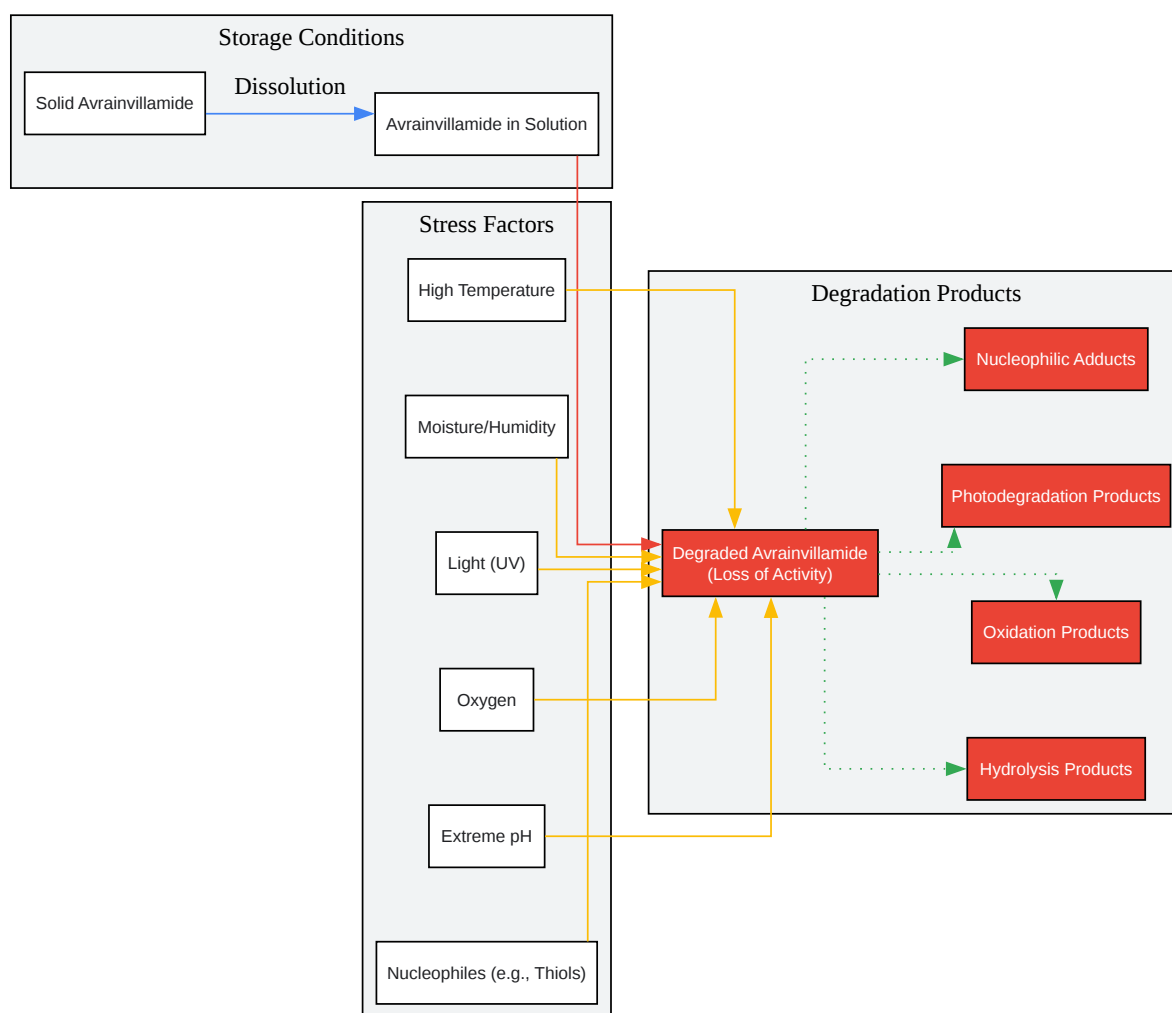 Storage Conditions
Solid Avrainvillamide
Dissolution
Avrainvillamide in Solution
Stress Factors
High Temperature
Moisture/Humidity
Light (UV)
Oxygen
Extreme pH
Nucleophiles (e.g., Thiols)
Degradation Products
Nucleophilic Adducts
Photodegradation Products
Degraded Avrainvillamide
(Loss of Activity)
Oxidation Products
Hydrolysis Products